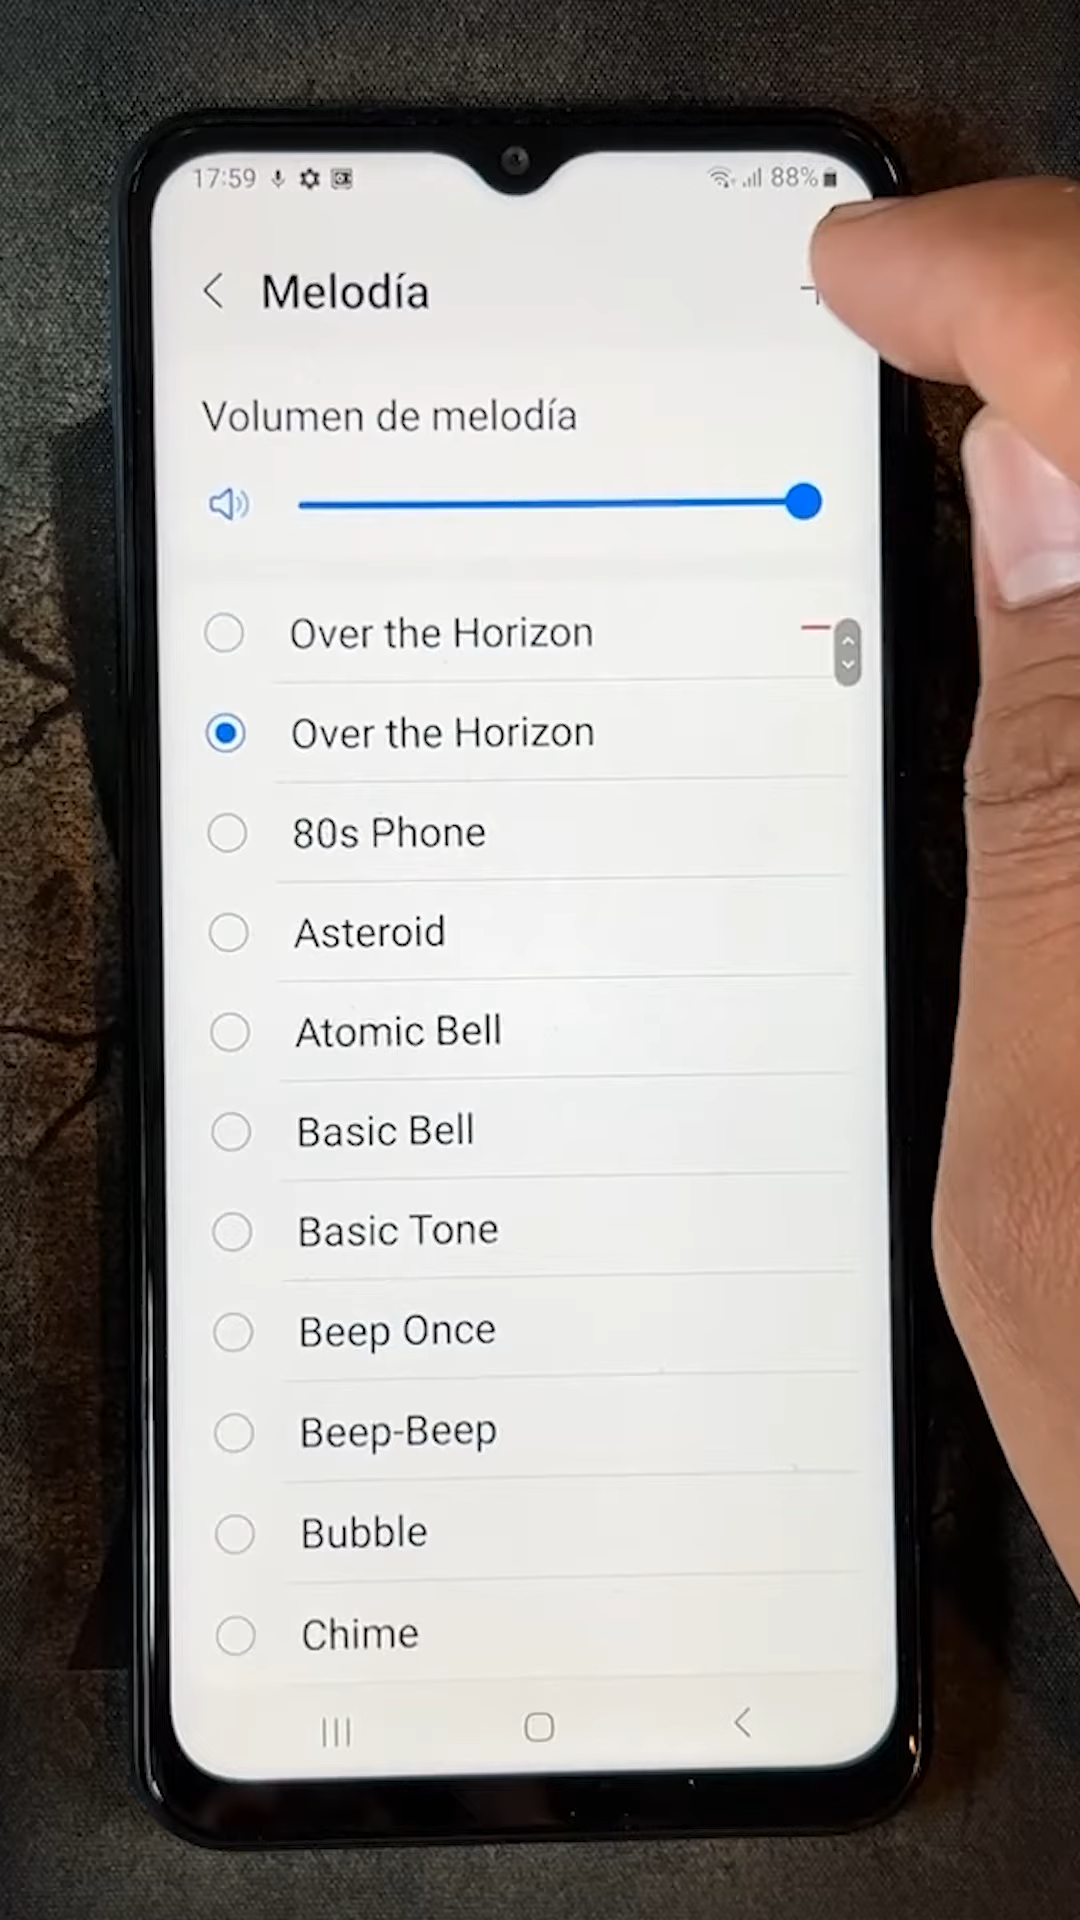 17:59
88%
Melodía
Volumen de melodía
Over the Horizon
Over the Horizon
80s Phone
Asteroid
Atomic Bell
Basic Bell
Basic Tone
Beep Once
Beep-Beep
Bubble
Chime